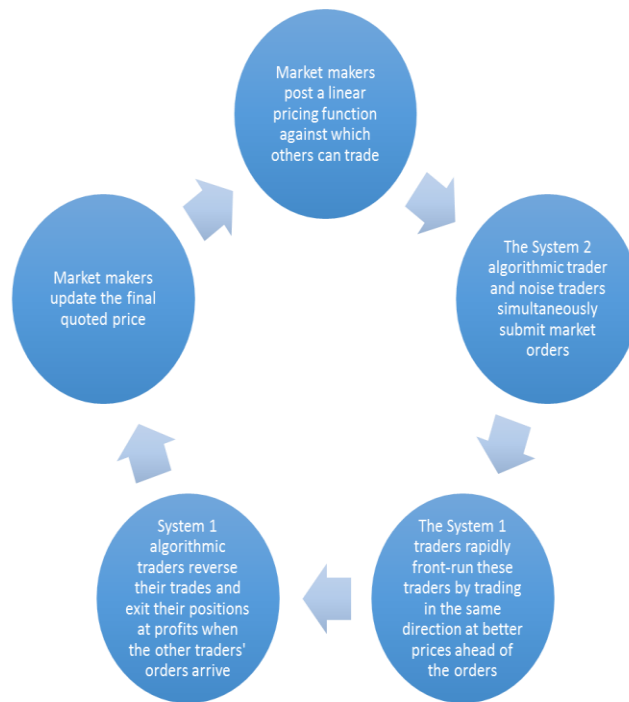 Market makers
post a linear
pricing function
against which
others can trade
The System 2
algorithmic trader
and noise traders
simultaneously
submit market
orders
The System 1
traders rapidly
front-run these
traders by trading
in the same
direction at better
prices ahead of
the orders
System 1
algorithmic
traders reverse
their trades and
exit their positions
at profits when
the other traders'
orders arrive
Market makers
update the final
quoted price